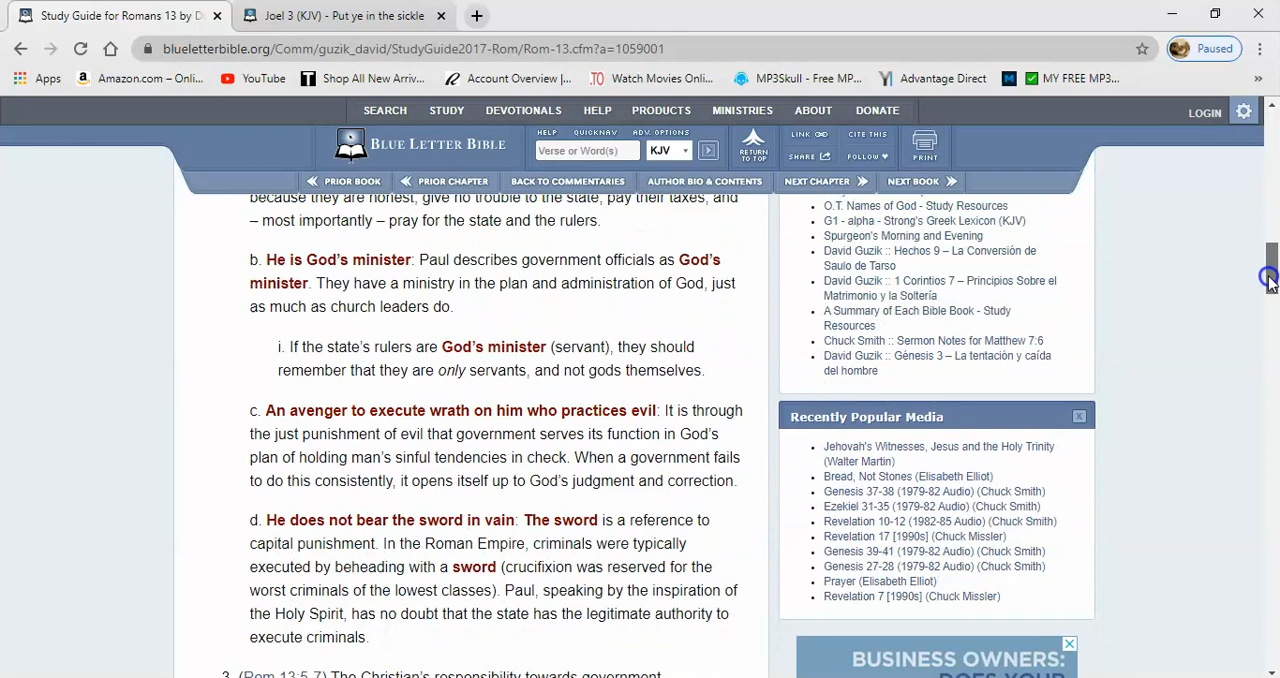 Study Guide for Romans 13 by D
Joel 3 (KJV) - Put ye in the sickle
blueletterbible.org/Comm/guzik_david/StudyGuide2017-Rom/Rom-13.cfm?a=1059001
Paused
Apps
Amazon.com – Onli...
YouTube
Shop All New Arriv...
Account Overview |...
Watch Movies Onli...
MP3Skull - Free MP...
Advantage Direct
MY FREE MP3...
SEARCH STUDY DEVOTIONALS HELP PRODUCTS MINISTRIES ABOUT DONATE
LOGIN
BLUE LETTER BIBLE
HELP QUICKNAV ADV. OPTIONS
Verse or Word(s)
KJV
RETURN
TO TOP
LINK
CITE THIS
SHARE
FOLLOW
PRINT
PRIOR BOOK PRIOR CHAPTER BACK TO COMMENTARIES AUTHOR BIO & CONTENTS NEXT CHAPTER NEXT BOOK
because they are honest, give no trouble to the state, pay their taxes, and
– most importantly – pray for the state and the rulers.
b. He is God’s minister: Paul describes government officials as God’s
minister. They have a ministry in the plan and administration of God, just
as much as church leaders do.
i. If the state’s rulers are God’s minister (servant), they should
remember that they are only servants, and not gods themselves.
c. An avenger to execute wrath on him who practices evil: It is through
the just punishment of evil that government serves its function in God’s
plan of holding man’s sinful tendencies in check. When a government fails
to do this consistently, it opens itself up to God’s judgment and correction.
d. He does not bear the sword in vain: The sword is a reference to
capital punishment. In the Roman Empire, criminals were typically
executed by beheading with a sword (crucifixion was reserved for the
worst criminals of the lowest classes). Paul, speaking by the inspiration of
the Holy Spirit, has no doubt that the state has the legitimate authority to
execute criminals.
3. (Rom 13:5-7) The Christian’s responsibility towards government.
O.T. Names of God - Study Resources
G1 - alpha - Strong's Greek Lexicon (KJV)
Spurgeon's Morning and Evening
David Guzik :: Hechos 9 – La Conversión de
Saulo de Tarso
David Guzik :: 1 Corintios 7 – Principios Sobre el
Matrimonio y la Soltería
A Summary of Each Bible Book - Study
Resources
Chuck Smith :: Sermon Notes for Matthew 7:6
David Guzik :: Génesis 3 – La tentación y caída
del hombre
Recently Popular Media
Jehovah's Witnesses, Jesus and the Holy Trinity
(Walter Martin)
Bread, Not Stones (Elisabeth Elliot)
Genesis 37-38 (1979-82 Audio) (Chuck Smith)
Ezekiel 31-35 (1979-82 Audio) (Chuck Smith)
Revelation 10-12 (1982-85 Audio) (Chuck Smith)
Revelation 17 [1990s] (Chuck Missler)
Genesis 39-41 (1979-82 Audio) (Chuck Smith)
Genesis 27-28 (1979-82 Audio) (Chuck Smith)
Prayer (Elisabeth Elliot)
Revelation 7 [1990s] (Chuck Missler)
BUSINESS OWNERS:
DOES YOUR